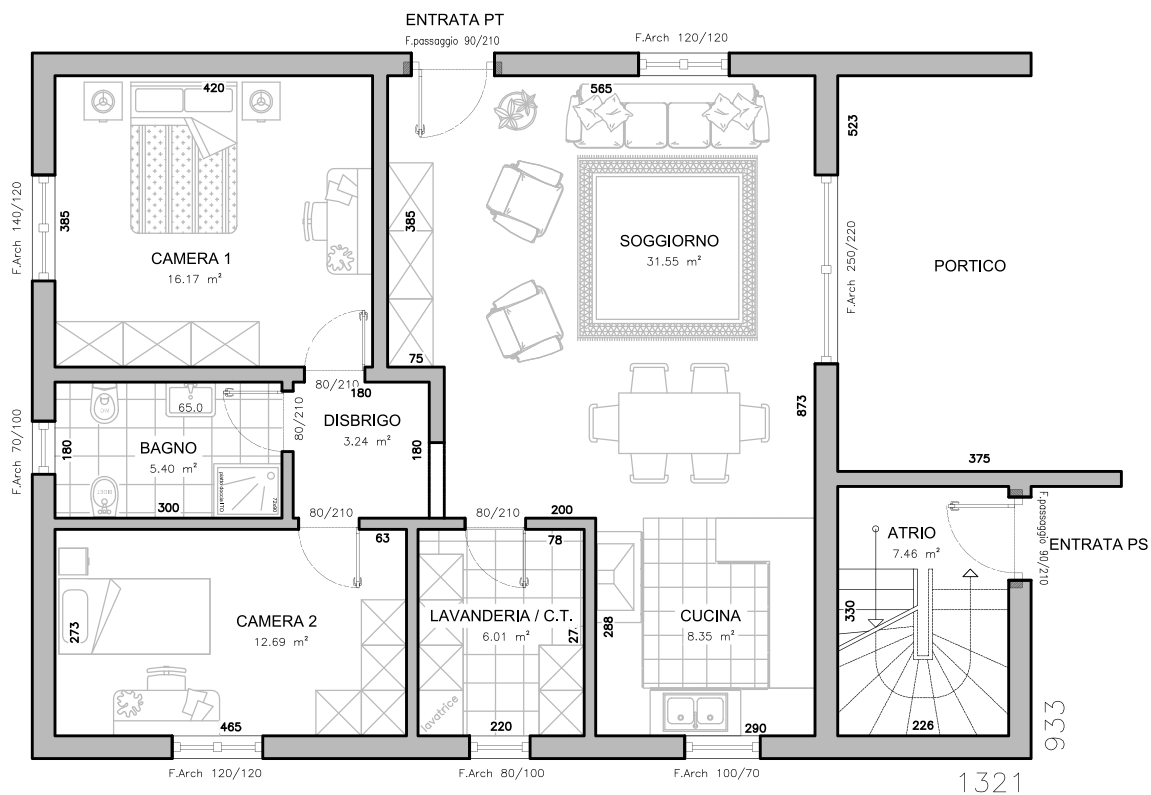 ENTRATA PT
F.passaggio 90/210
F.Arch 120/120
420
565
523
F.Arch 140/120
385
385
CAMERA 1
16.17 m²
SOGGIORNO
31.55 m²
F.Arch 250/220
PORTICO
75
80/210
180
65.0
80/210
DISBRIGO
3.24 m²
180
873
F.Arch 70/100
180
BAGNO
5.40 m²
300
72x90
375
80/210
63
80/210
200
78
F.passaggio 90/210
ATRIO
7.46 m²
ENTRATA PS
273
CAMERA 2
12.69 m²
LAVANDERIA / C.T.
6.01 m²
27
288
CUCINA
8.35 m²
330
lavatrice
465
220
290
226
933
F.Arch 120/120
F.Arch 80/100
F.Arch 100/70
1321